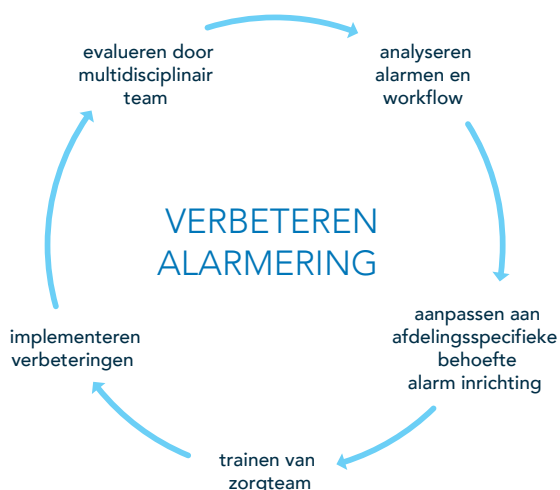 evalueren door
multidisciplinair
team
analyseren
alarmen en
workflow
VERBETEREN
ALARMERING
aanpassen aan
afdelingsspecifieke
behoefte
alarm inrichting
implementeren
verbeteringen
trainen van
zorgteam